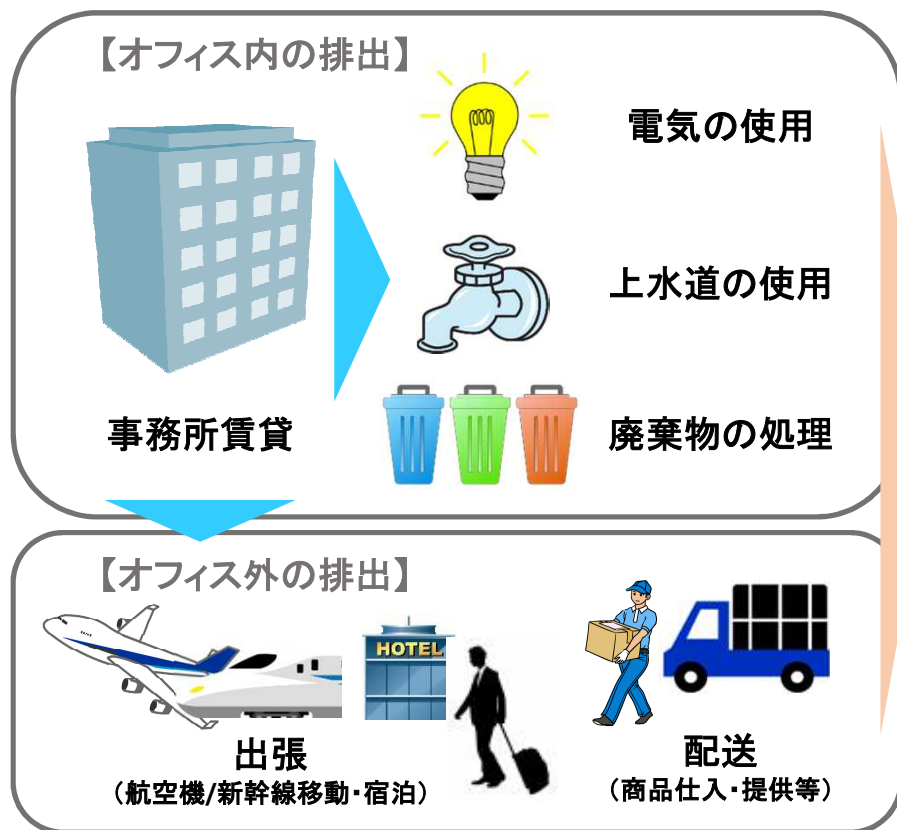 【オフィス内の排出】
電気の使用
上水道の使用
事務所賃貸
廃棄物の処理
【オフィス外の排出】
HOTEL
出張
（航空機/新幹線移動・宿泊）
配送
（商品仕入・提供等）